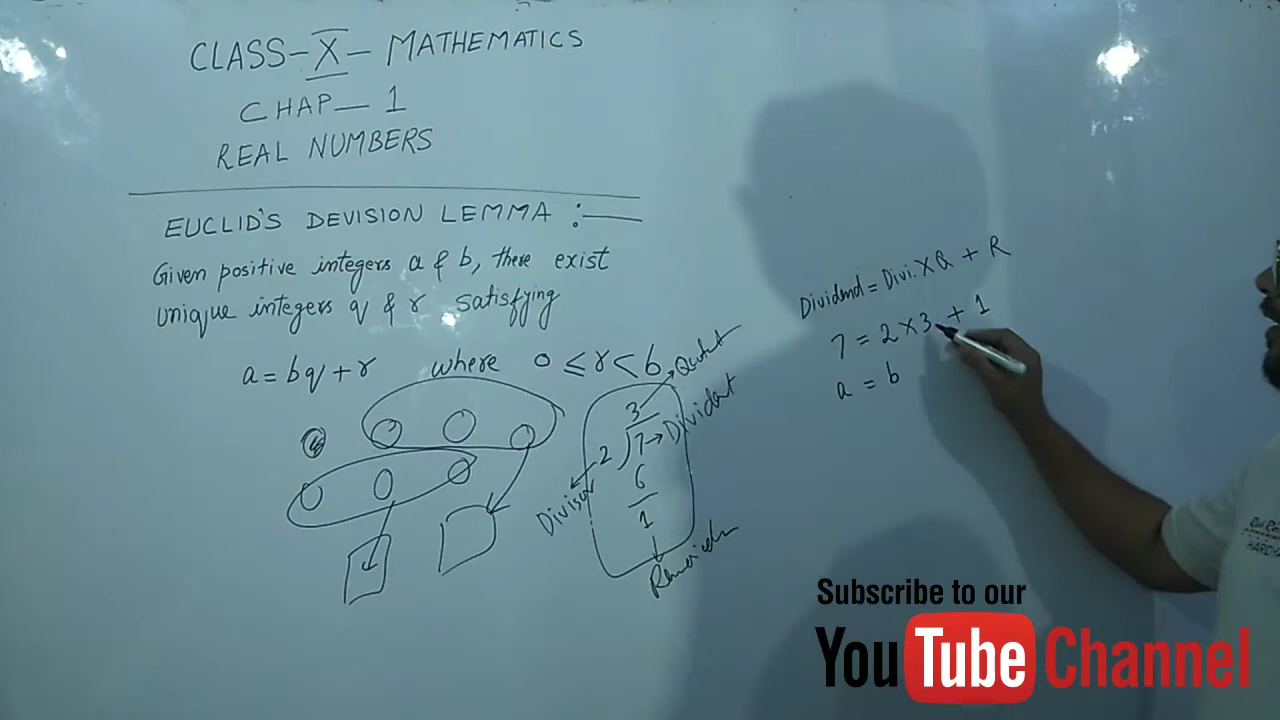 CLASS-X- MATHEMATICS
CHAP- 1
REAL NUMBERS
EUCLID'S DEVISION LEMMA :-
Given positive integers a & b, there exist
unique integers q & r satisfying
a = bq + r where 0 ≤ r < b
3
2 7 → Divident
6
1
Divisor
Dividend = Divi. X Q + R
7 = 2 × 3 + 1
a = b
Subscribe to our
YouTube Channel